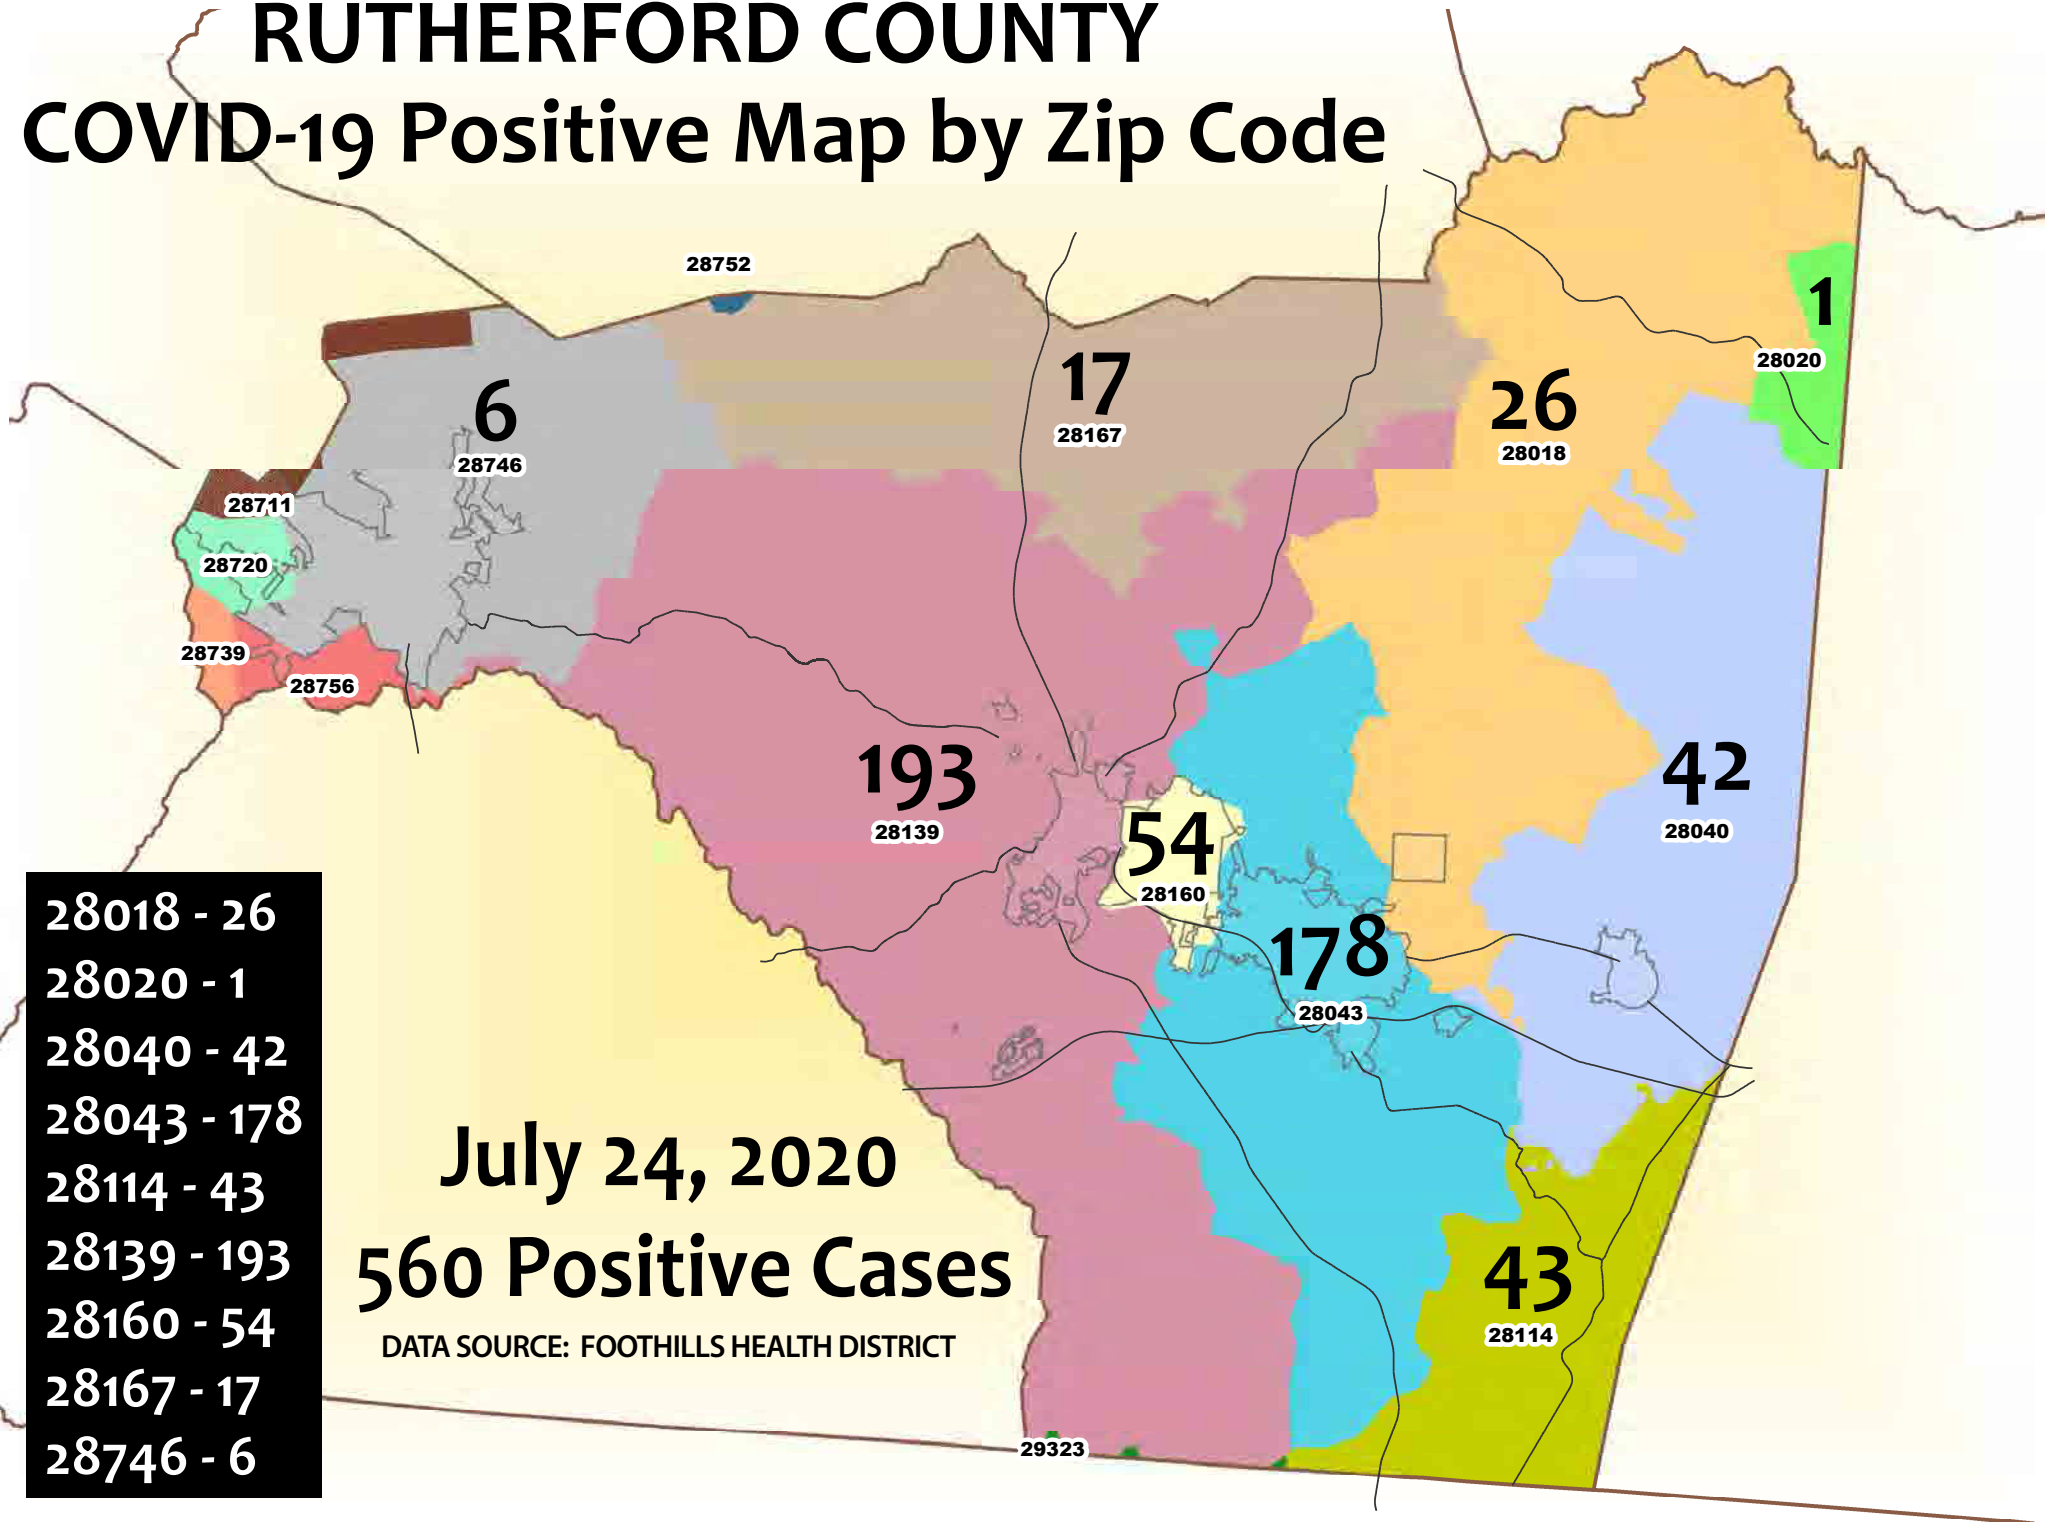 RUTHERFORD COUNTY
COVID-19 Positive Map by Zip Code
28752
1
28020
17
28167
26
28018
6
28746
28711
28720
28739
28756
193
28139
54
28160
42
28040
178
28043
28018 - 26
28020 - 1
28040 - 42
28043 - 178
28114 - 43
28139 - 193
28160 - 54
28167 - 17
28746 - 6
July 24, 2020
560 Positive Cases
DATA SOURCE: FOOTHILLS HEALTH DISTRICT
43
28114
29323